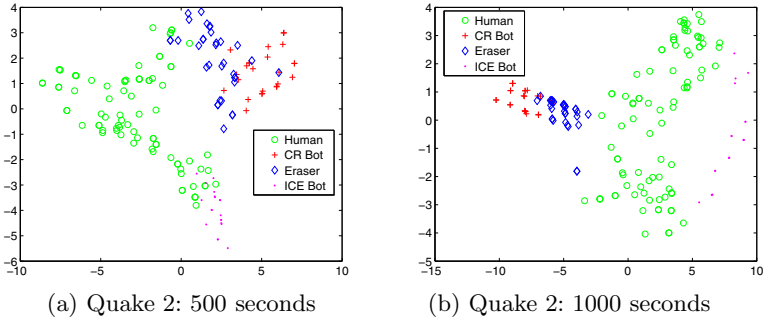 4
3
2
1
0
−1
−2
−3
−4
−5
−6
−10 −5 0 5 10
Human
CR Bot
Eraser
ICE Bot
(a) Quake 2: 500 seconds
4
3
2
1
0
−1
−2
−3
−4
−5
−15 −10 −5 0 5 10
Human
CR Bot
Eraser
ICE Bot
(b) Quake 2: 1000 seconds